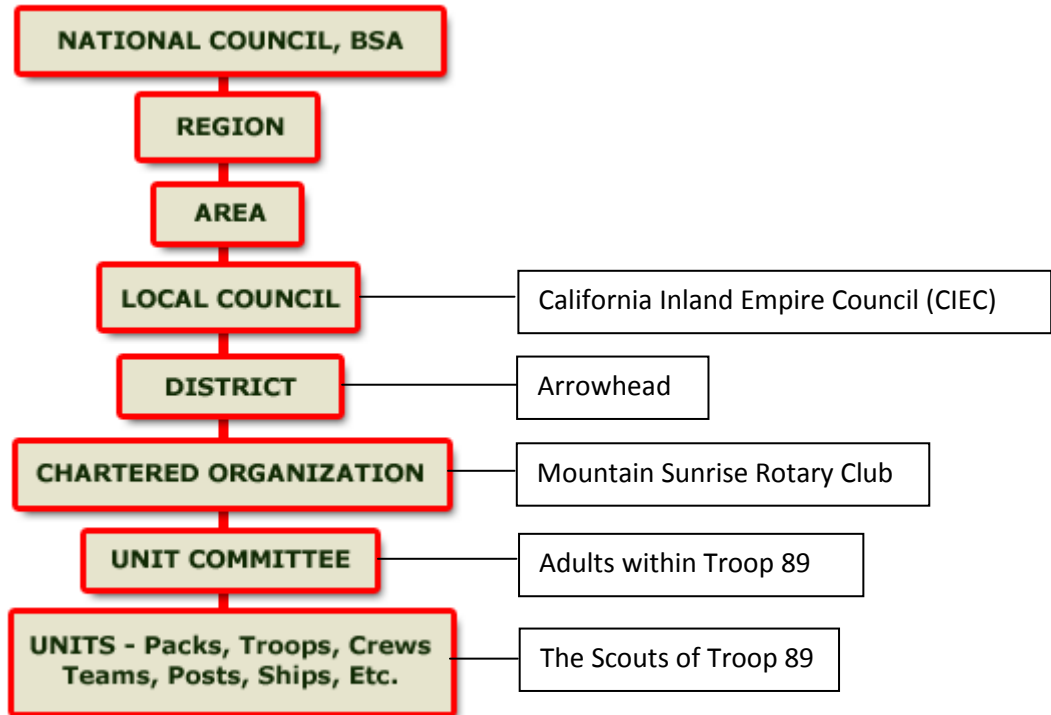 NATIONAL COUNCIL, BSA
REGION
AREA
LOCAL COUNCIL
California Inland Empire Council (CIEC)
DISTRICT
Arrowhead
CHARTERED ORGANIZATION
Mountain Sunrise Rotary Club
UNIT COMMITTEE
Adults within Troop 89
UNITS - Packs, Troops, Crews
Teams, Posts, Ships, Etc.
The Scouts of Troop 89